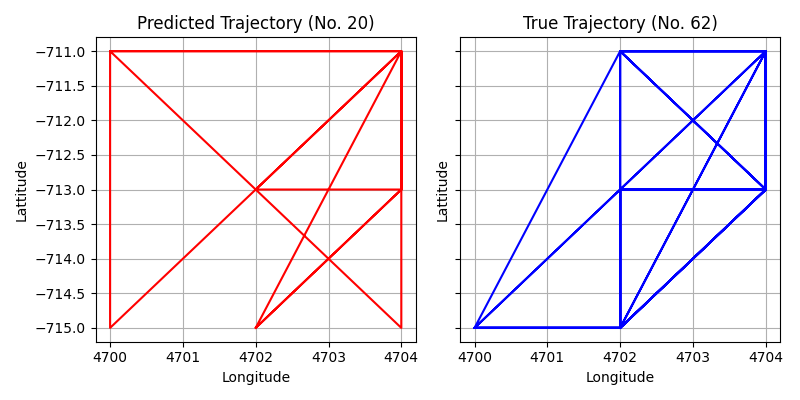 Predicted Trajectory (No. 20)
True Trajectory (No. 62)
−711.0
−711.5
−712.0
−712.5
−713.0
−713.5
−714.0
−714.5
−715.0
Lattitude
Lattitude
4700 4701 4702 4703 4704
4700 4701 4702 4703 4704
Longitude
Longitude